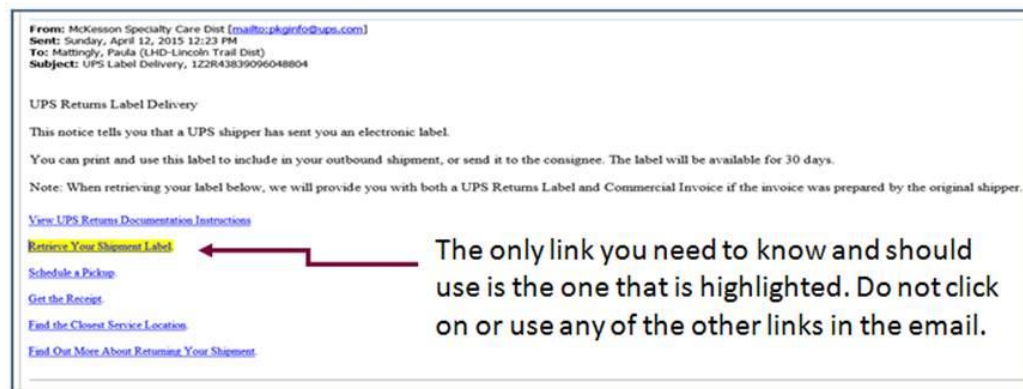 From: McKesson Specialty Care Dist [mailto:pkginfo@ups.com]
Sent: Sunday, April 12, 2015 12:23 PM
To: Mattingly, Paula (LHD-Lincoln Trail Dist)
Subject: UPS Label Delivery, 1Z2R43839096048804
UPS Returns Label Delivery
This notice tells you that a UPS shipper has sent you an electronic label.
You can print and use this label to include in your outbound shipment, or send it to the consignee. The label will be available for 30 days.
Note: When retrieving your label below, we will provide you with both a UPS Returns Label and Commercial Invoice if the invoice was prepared by the original shipper.
View UPS Returns Documentation Instructions
Retrieve Your Shipment Label.
Schedule a Pickup.
Get the Receipt.
Find the Closest Service Location.
Find Out More About Returning Your Shipment.
The only link you need to know and should
use is the one that is highlighted. Do not click
on or use any of the other links in the email.